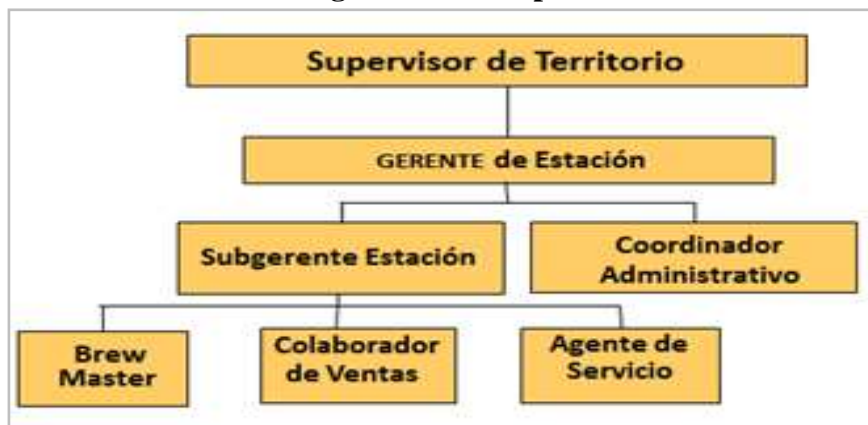 Supervisor de Territorio
GERENTE de Estación
Subgerente Estación
Coordinador
Administrativo
Brew
Master
Colaborador
de Ventas
Agente de
Servicio